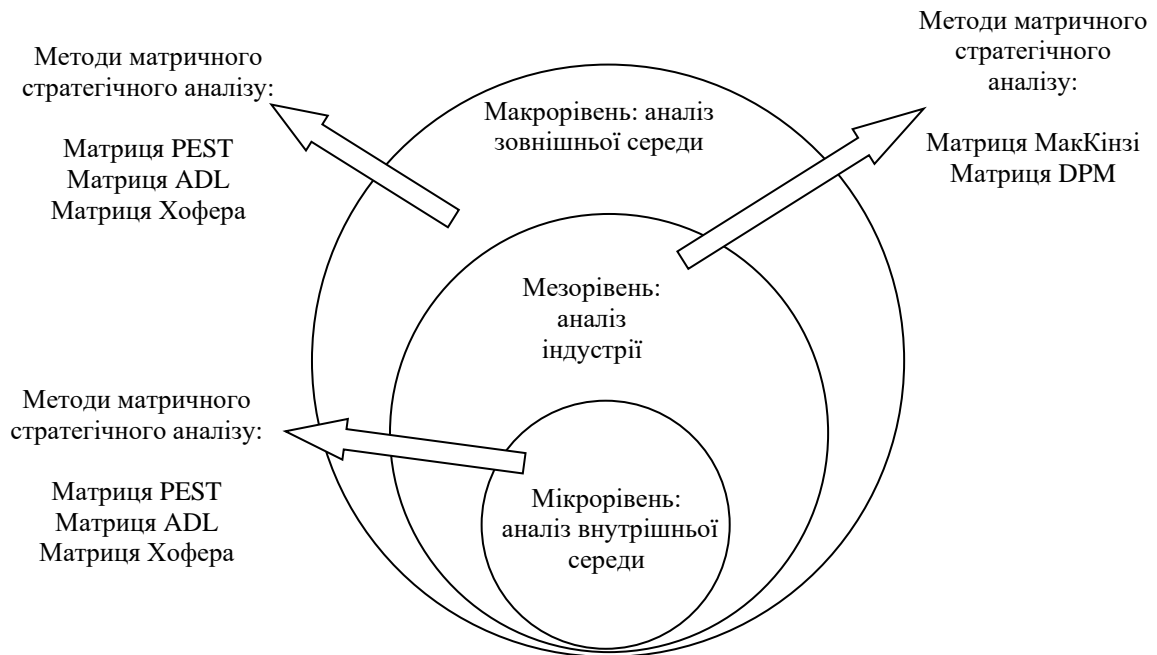 Методи матричного
стратегічного аналізу:
Матриця PEST
Матриця ADL
Матриця Хофера
Макрорівень: аналіз
зовнішньої середи
Методи матричного
стратегічного
аналізу:
Матриця МакКінзі
Матриця DPM
Мезорівень:
аналіз
індустрії
Методи матричного
стратегічного аналізу:
Матриця PEST
Матриця ADL
Матриця Хофера
Мікрорівень:
аналіз внутрішньої
середи